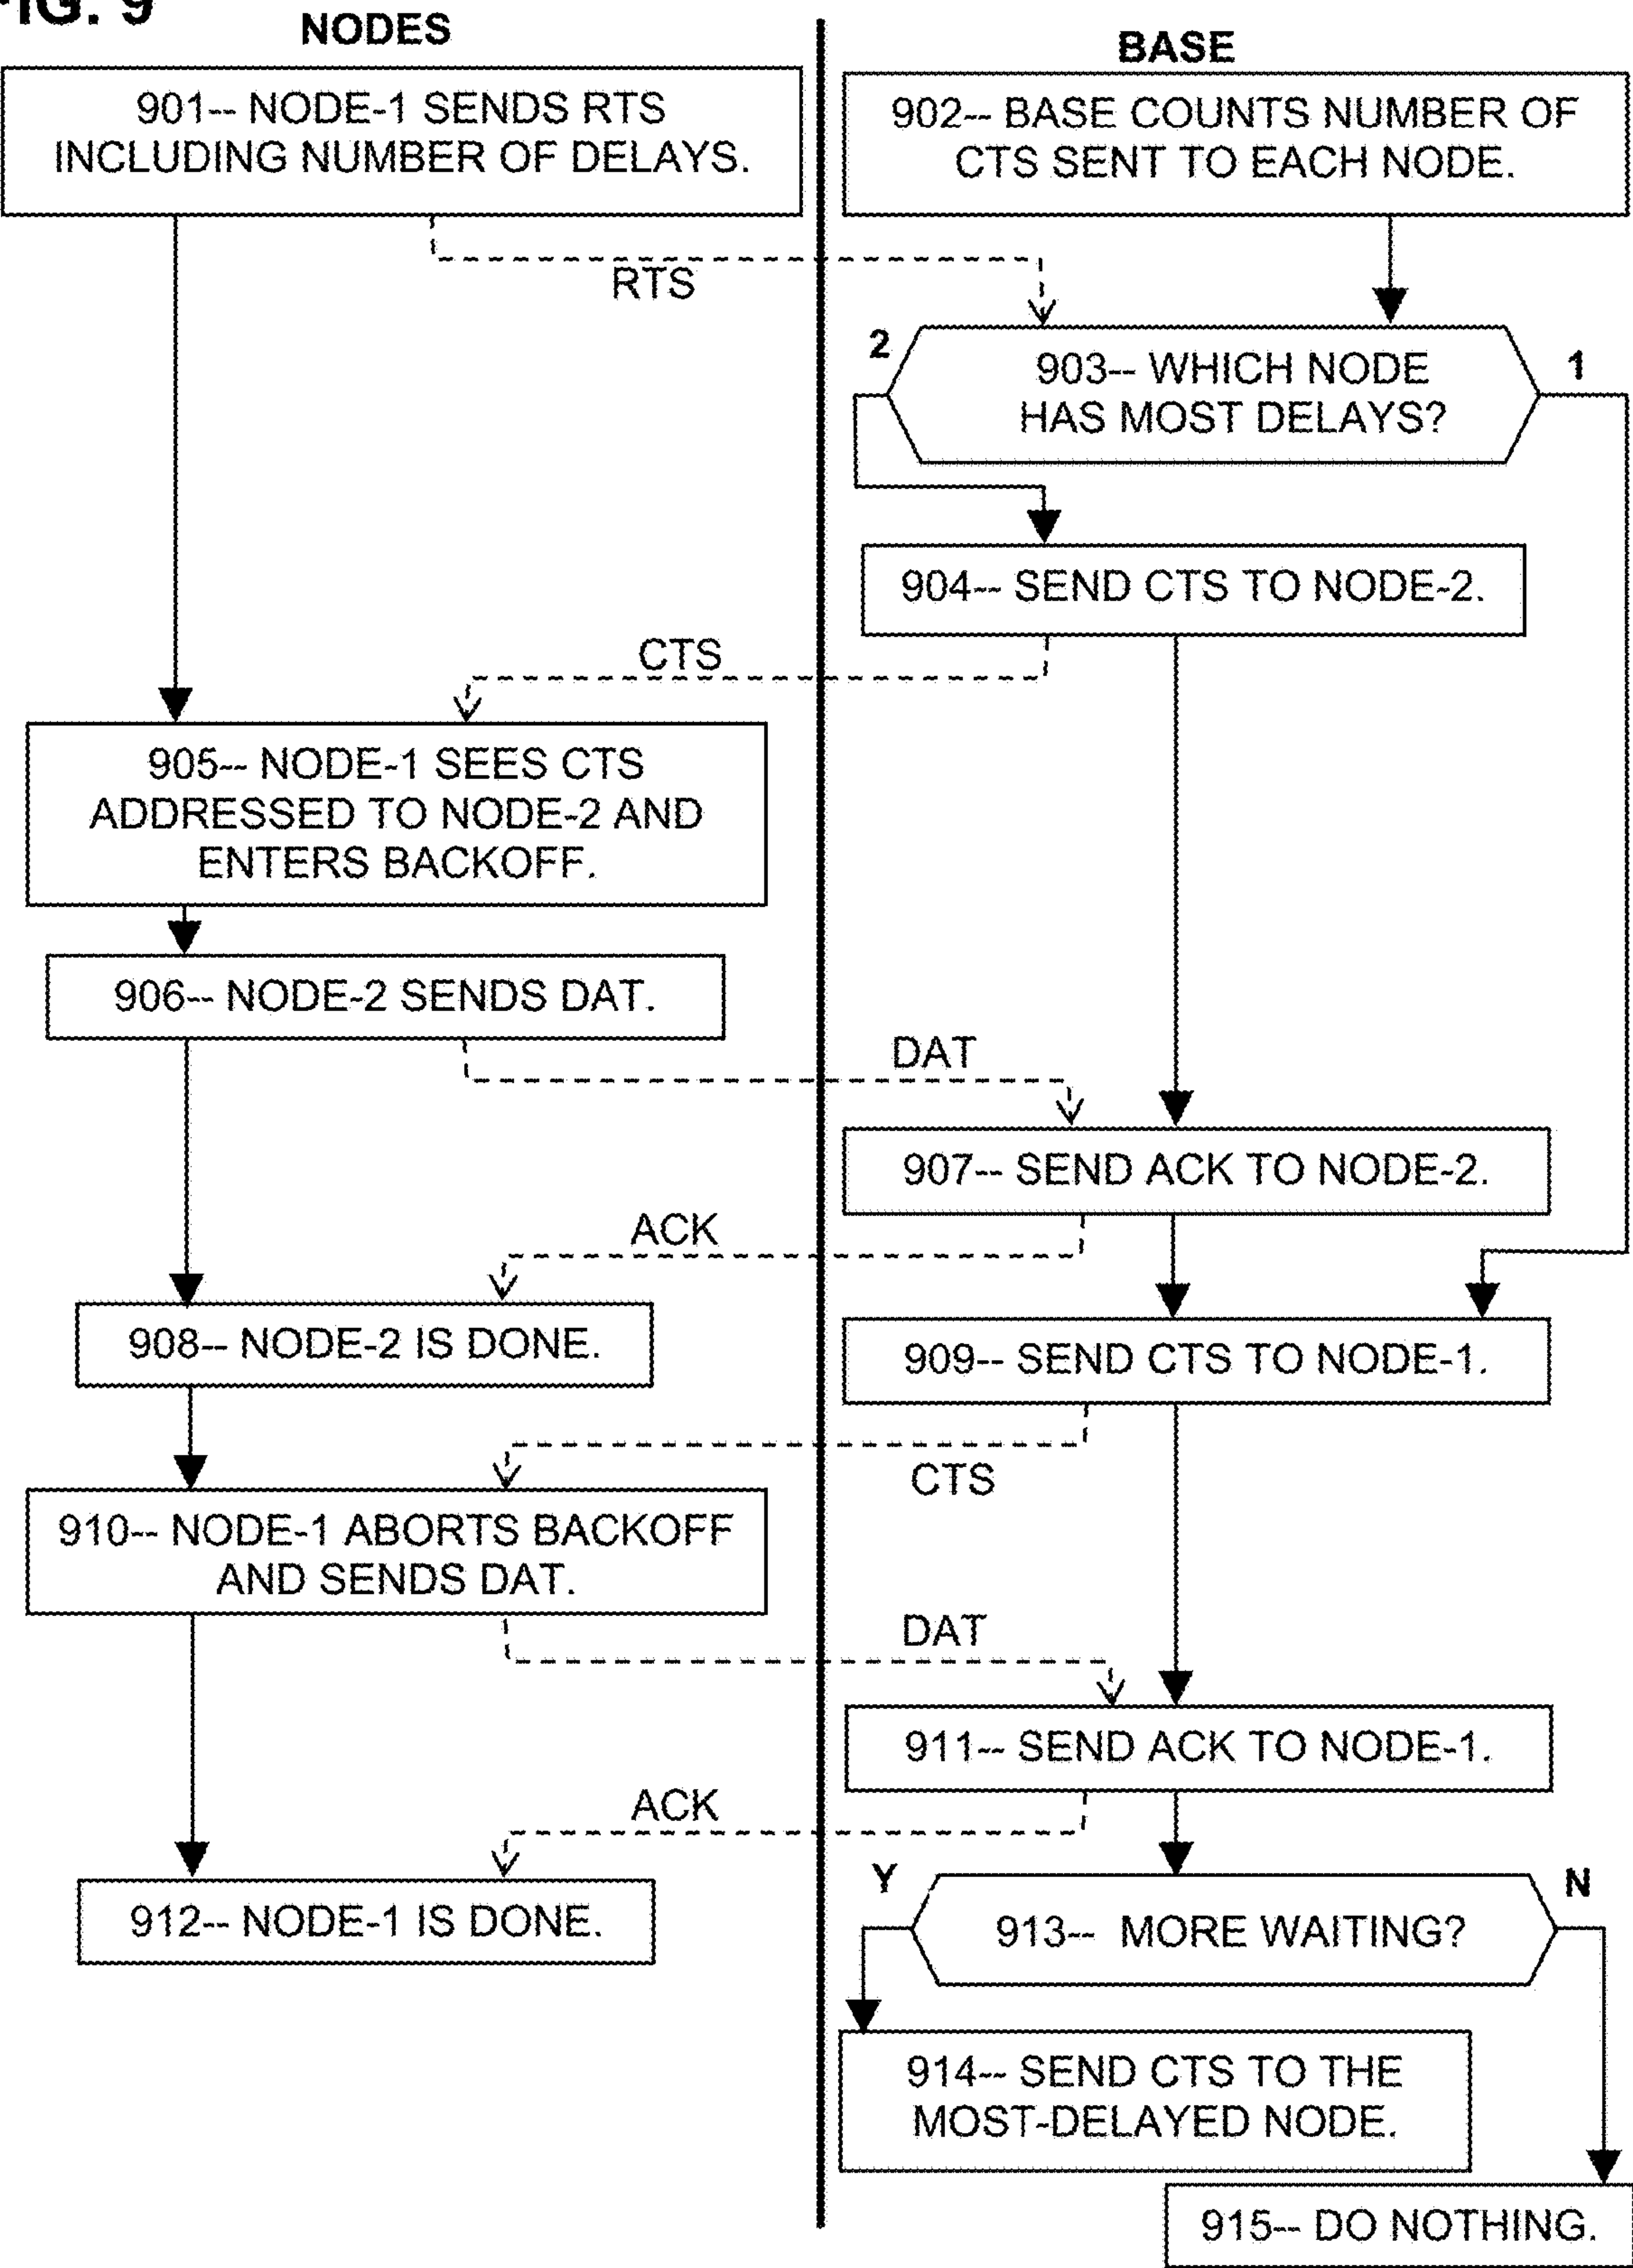 FIG. 9
NODES
BASE
901-- NODE-1 SENDS RTS
INCLUDING NUMBER OF DELAYS.
902-- BASE COUNTS NUMBER OF
CTS SENT TO EACH NODE.
RTS
2
903-- WHICH NODE
HAS MOST DELAYS?
1
904-- SEND CTS TO NODE-2.
CTS
905-- NODE-1 SEES CTS
ADDRESSED TO NODE-2 AND
ENTERS BACKOFF.
906-- NODE-2 SENDS DAT.
DAT
907-- SEND ACK TO NODE-2.
ACK
908-- NODE-2 IS DONE.
909-- SEND CTS TO NODE-1.
CTS
910-- NODE-1 ABORTS BACKOFF
AND SENDS DAT.
DAT
911-- SEND ACK TO NODE-1.
ACK
912-- NODE-1 IS DONE.
Y
913-- MORE WAITING?
N
914-- SEND CTS TO THE
MOST-DELAYED NODE.
915-- DO NOTHING.